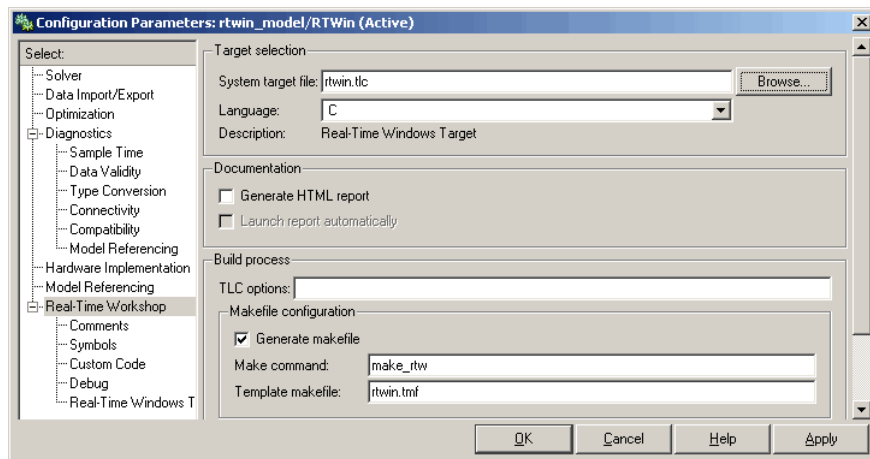 Configuration Parameters: rtwin_model/RTWin (Active)
Select:
Solver
Data Import/Export
Optimization
Diagnostics
Sample Time
Data Validity
Type Conversion
Connectivity
Compatibility
Model Referencing
Hardware Implementation
Model Referencing
Real-Time Workshop
Comments
Symbols
Custom Code
Debug
Real-Time Windows T
Target selection
System target file: rtwin.tlc Browse...
Language: C
Description: Real-Time Windows Target
Documentation
Generate HTML report
Launch report automatically
Build process
TLC options:
Makefile configuration
Generate makefile
Make command: make_rtw
Template makefile: rtwin.tmf
OK Cancel Help Apply